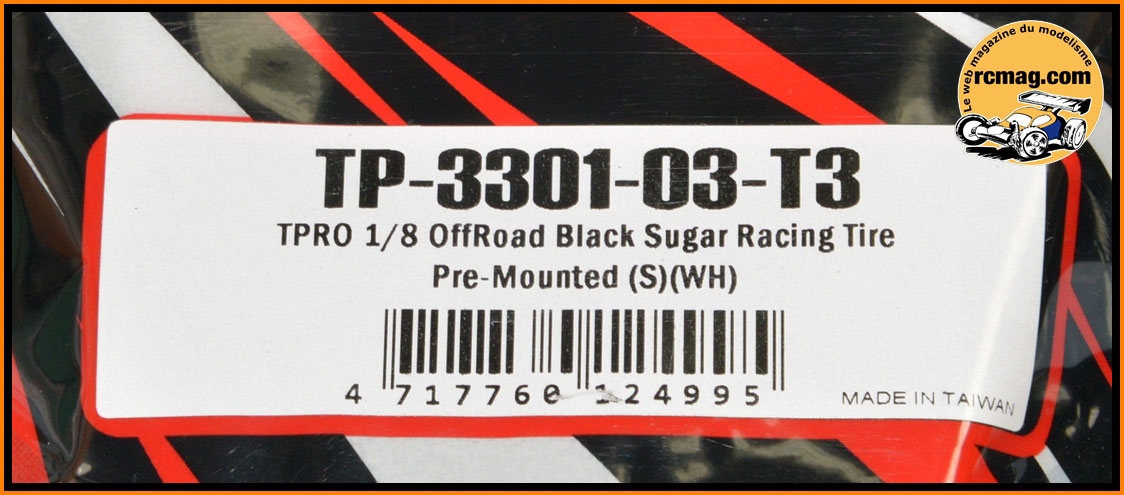 Le web magazine du modelisme
rcmag.com
TP-3301-03-T3
TPRO 1/8 OffRoad Black Sugar Racing Tire
Pre-Mounted (S)(WH)
4 717760 124995
MADE IN TAIWAN